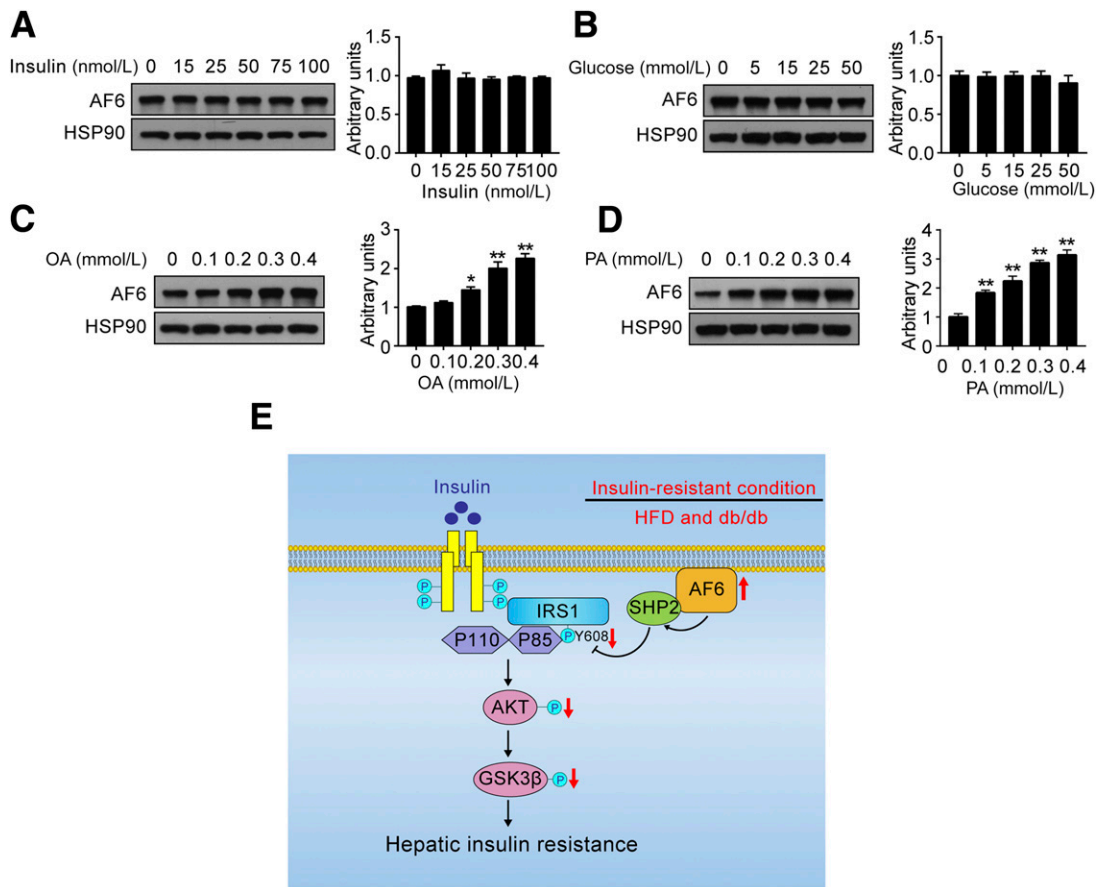 A
Insulin (nmol/L) 0 15 25 50 75 100
AF6
HSP90
Arbitrary units
1.5
1.0
0.5
0.0
0 15 25 50 75 100
Insulin (nmol/L)
B
Glucose (mmol/L) 0 5 15 25 50
AF6
HSP90
Arbitrary units
1.5
1.0
0.5
0.0
0 5 15 25 50
Glucose (mmol/L)
C
OA (mmol/L) 0 0.1 0.2 0.3 0.4
AF6
HSP90
Arbitrary units
3
2
1
0
* ** **
0 0.1 0.2 0.3 0.4
OA (mmol/L)
D
PA (mmol/L) 0 0.1 0.2 0.3 0.4
AF6
HSP90
Arbitrary units
4
3
2
1
0
** ** ** **
0 0.1 0.2 0.3 0.4
PA (mmol/L)
E
Insulin
Insulin-resistant condition
HFD and db/db
P P
P P
IRS1
SHP2
AF6
P110
P85
P Y608
AKT
P
GSK3β
P
Hepatic insulin resistance